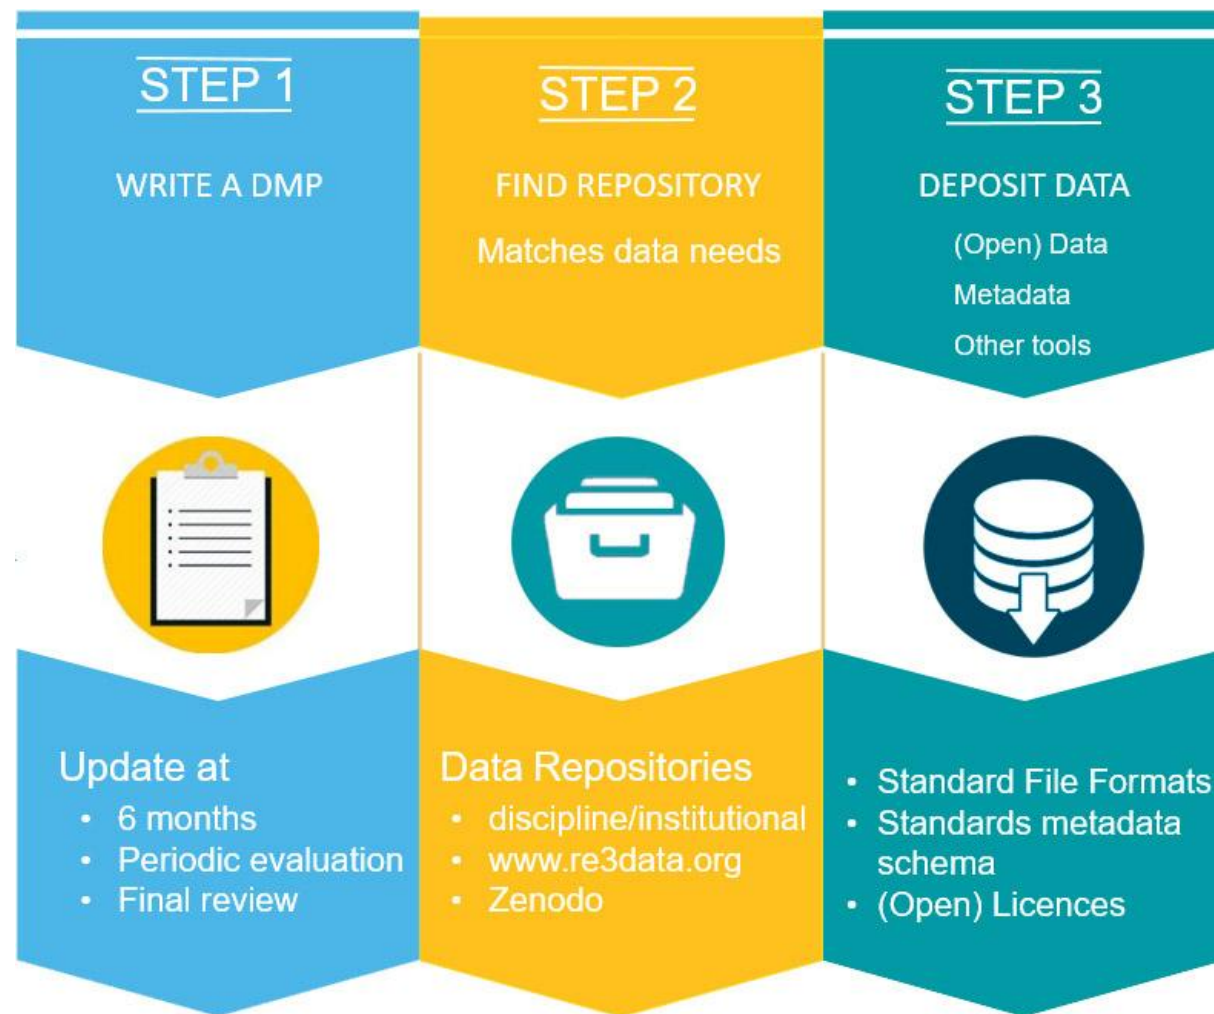 STEP 1
WRITE A DMP
Update at
• 6 months
• Periodic evaluation
• Final review
STEP 2
FIND REPOSITORY
Matches data needs
Data Repositories
• discipline/institutional
• www.re3data.org
• Zenodo
STEP 3
DEPOSIT DATA
(Open) Data
Metadata
Other tools
• Standard File Formats
• Standards metadata
schema
• (Open) Licences